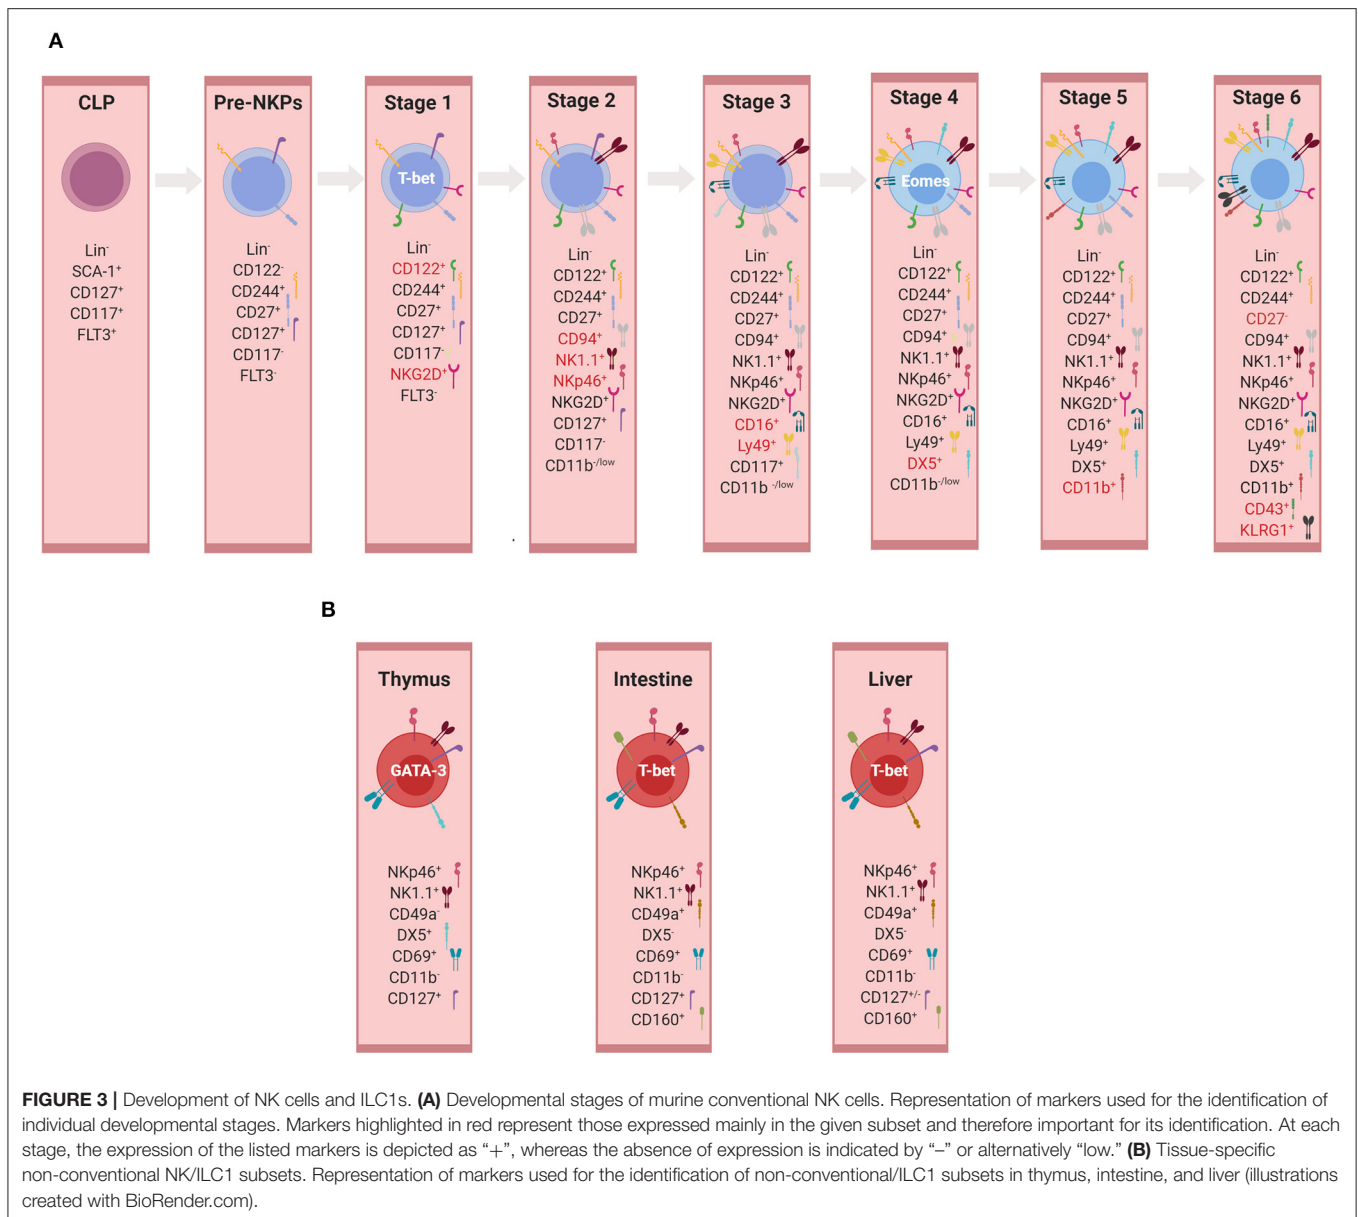 A
CLP
Lin⁻
SCA-1⁺
CD127⁺
CD117⁺
FLT3⁺
Pre-NKPs
Lin⁻
CD122⁻
CD244⁺
CD27⁺
CD127⁺
CD117⁻
FLT3⁻
Stage 1
T-bet
Lin⁻
CD122⁺
CD244⁺
CD27⁺
CD127⁺
CD117⁻
NKG2D⁺
FLT3⁻
Stage 2
Lin⁻
CD122⁺
CD244⁺
CD27⁺
CD94⁺
NK1.1⁺
NKp46⁺
NKG2D⁺
CD127⁺
CD117⁻
CD11b⁻/ˡᵒʷ
Stage 3
Lin⁻
CD122⁺
CD244⁺
CD27⁺
CD94⁺
NK1.1⁺
NKp46⁺
NKG2D⁺
CD16⁺
Ly49⁺
CD117⁺
CD11b ⁻/ˡᵒʷ
Stage 4
Eomes
Lin⁻
CD122⁺
CD244⁺
CD27⁺
CD94⁺
NK1.1⁺
NKp46⁺
NKG2D⁺
CD16⁺
Ly49⁺
DX5⁺
CD11b⁻/ˡᵒʷ
Stage 5
Lin⁻
CD122⁺
CD244⁺
CD27⁺
CD94⁺
NK1.1⁺
NKp46⁺
NKG2D⁺
CD16⁺
Ly49⁺
DX5⁺
CD11b⁺
Stage 6
Lin⁻
CD122⁺
CD244⁺
CD27⁻
CD94⁺
NK1.1⁺
NKp46⁺
NKG2D⁺
CD16⁺
Ly49⁺
DX5⁺
CD11b⁺
CD43⁺
KLRG1⁺
B
Thymus
GATA-3
NKp46⁺
NK1.1⁺
CD49a⁻
DX5⁺
CD69⁺
CD11b⁻
CD127⁺
Intestine
T-bet
NKp46⁺
NK1.1⁺
CD49a⁺
DX5⁻
CD69⁺
CD11b⁻
CD127⁺
CD160⁺
Liver
T-bet
NKp46⁺
NK1.1⁺
CD49a⁺
DX5⁻
CD69⁺
CD11b⁻
CD127⁺/⁻
CD160⁺
FIGURE 3 | Development of NK cells and ILC1s. (A) Developmental stages of murine conventional NK cells. Representation of markers used for the identification of
individual developmental stages. Markers highlighted in red represent those expressed mainly in the given subset and therefore important for its identification. At each
stage, the expression of the listed markers is depicted as “+”, whereas the absence of expression is indicated by “–” or alternatively “low.” (B) Tissue-specific
non-conventional NK/ILC1 subsets. Representation of markers used for the identification of non-conventional/ILC1 subsets in thymus, intestine, and liver (illustrations
created with BioRender.com).